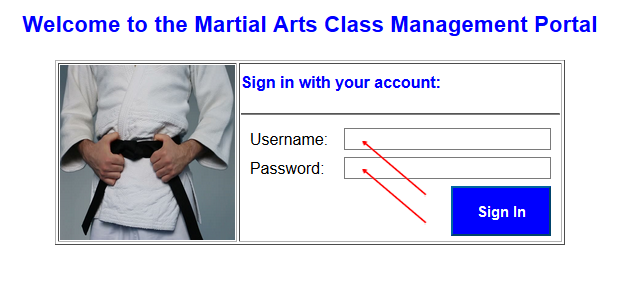 Welcome to the Martial Arts Class Management Portal
Sign in with your account:
Username:
Password:
Sign In